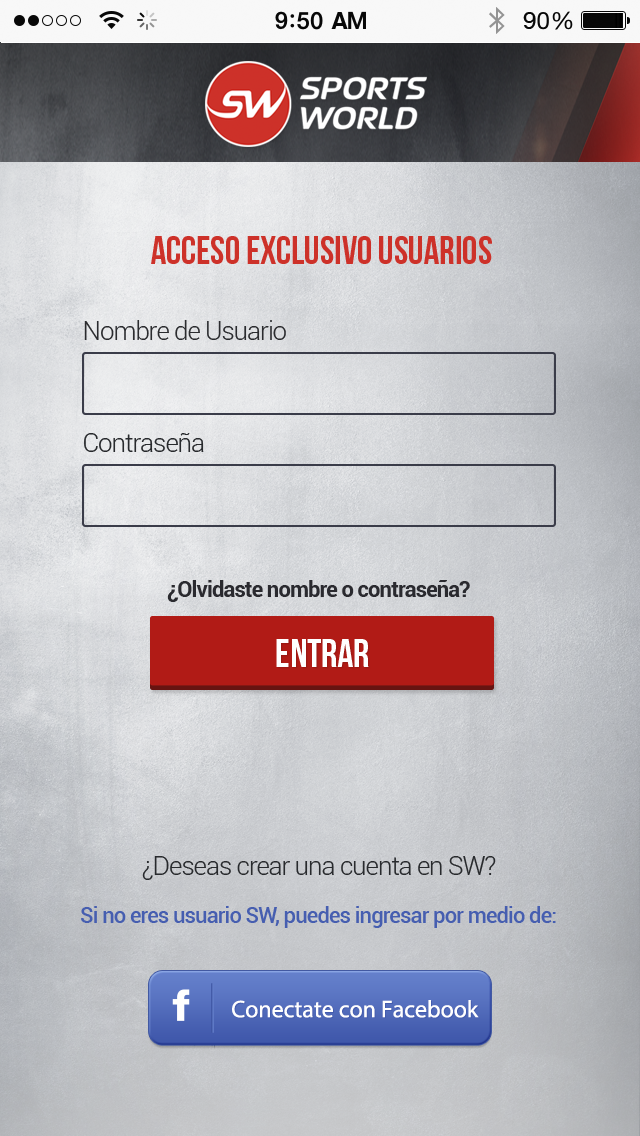 9:50 AM
90%
SW
SPORTS
WORLD
ACCESO EXCLUSIVO USUARIOS
Nombre de Usuario
Contraseña
¿Olvidaste nombre o contraseña?
ENTRAR
¿Deseas crear una cuenta en SW?
Si no eres usuario SW, puedes ingresar por medio de:
f Conectate con Facebook